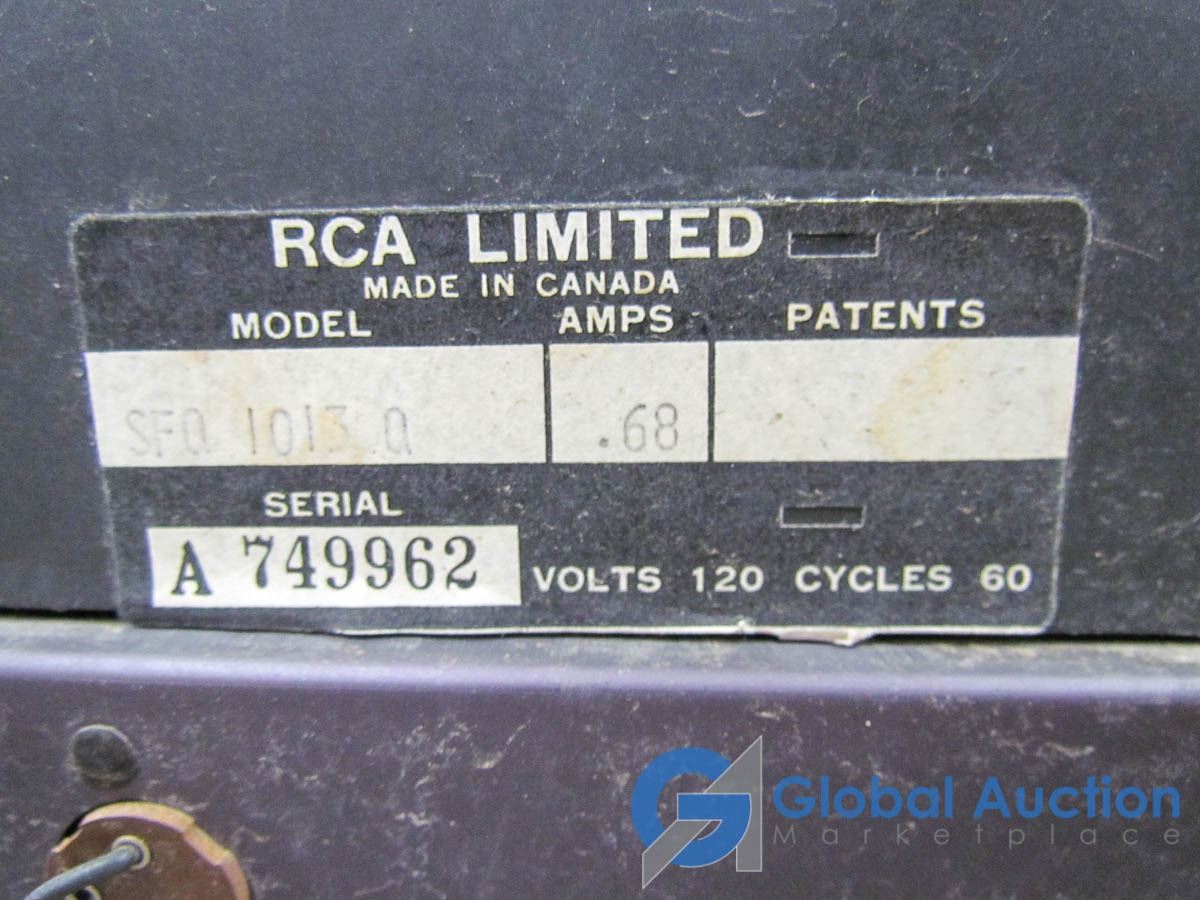 RCA LIMITED
MADE IN CANADA
MODEL AMPS PATENTS
SFQ 1013 Q .68
SERIAL
A 749962 VOLTS 120 CYCLES 60
GA Global Auction
Marketplace